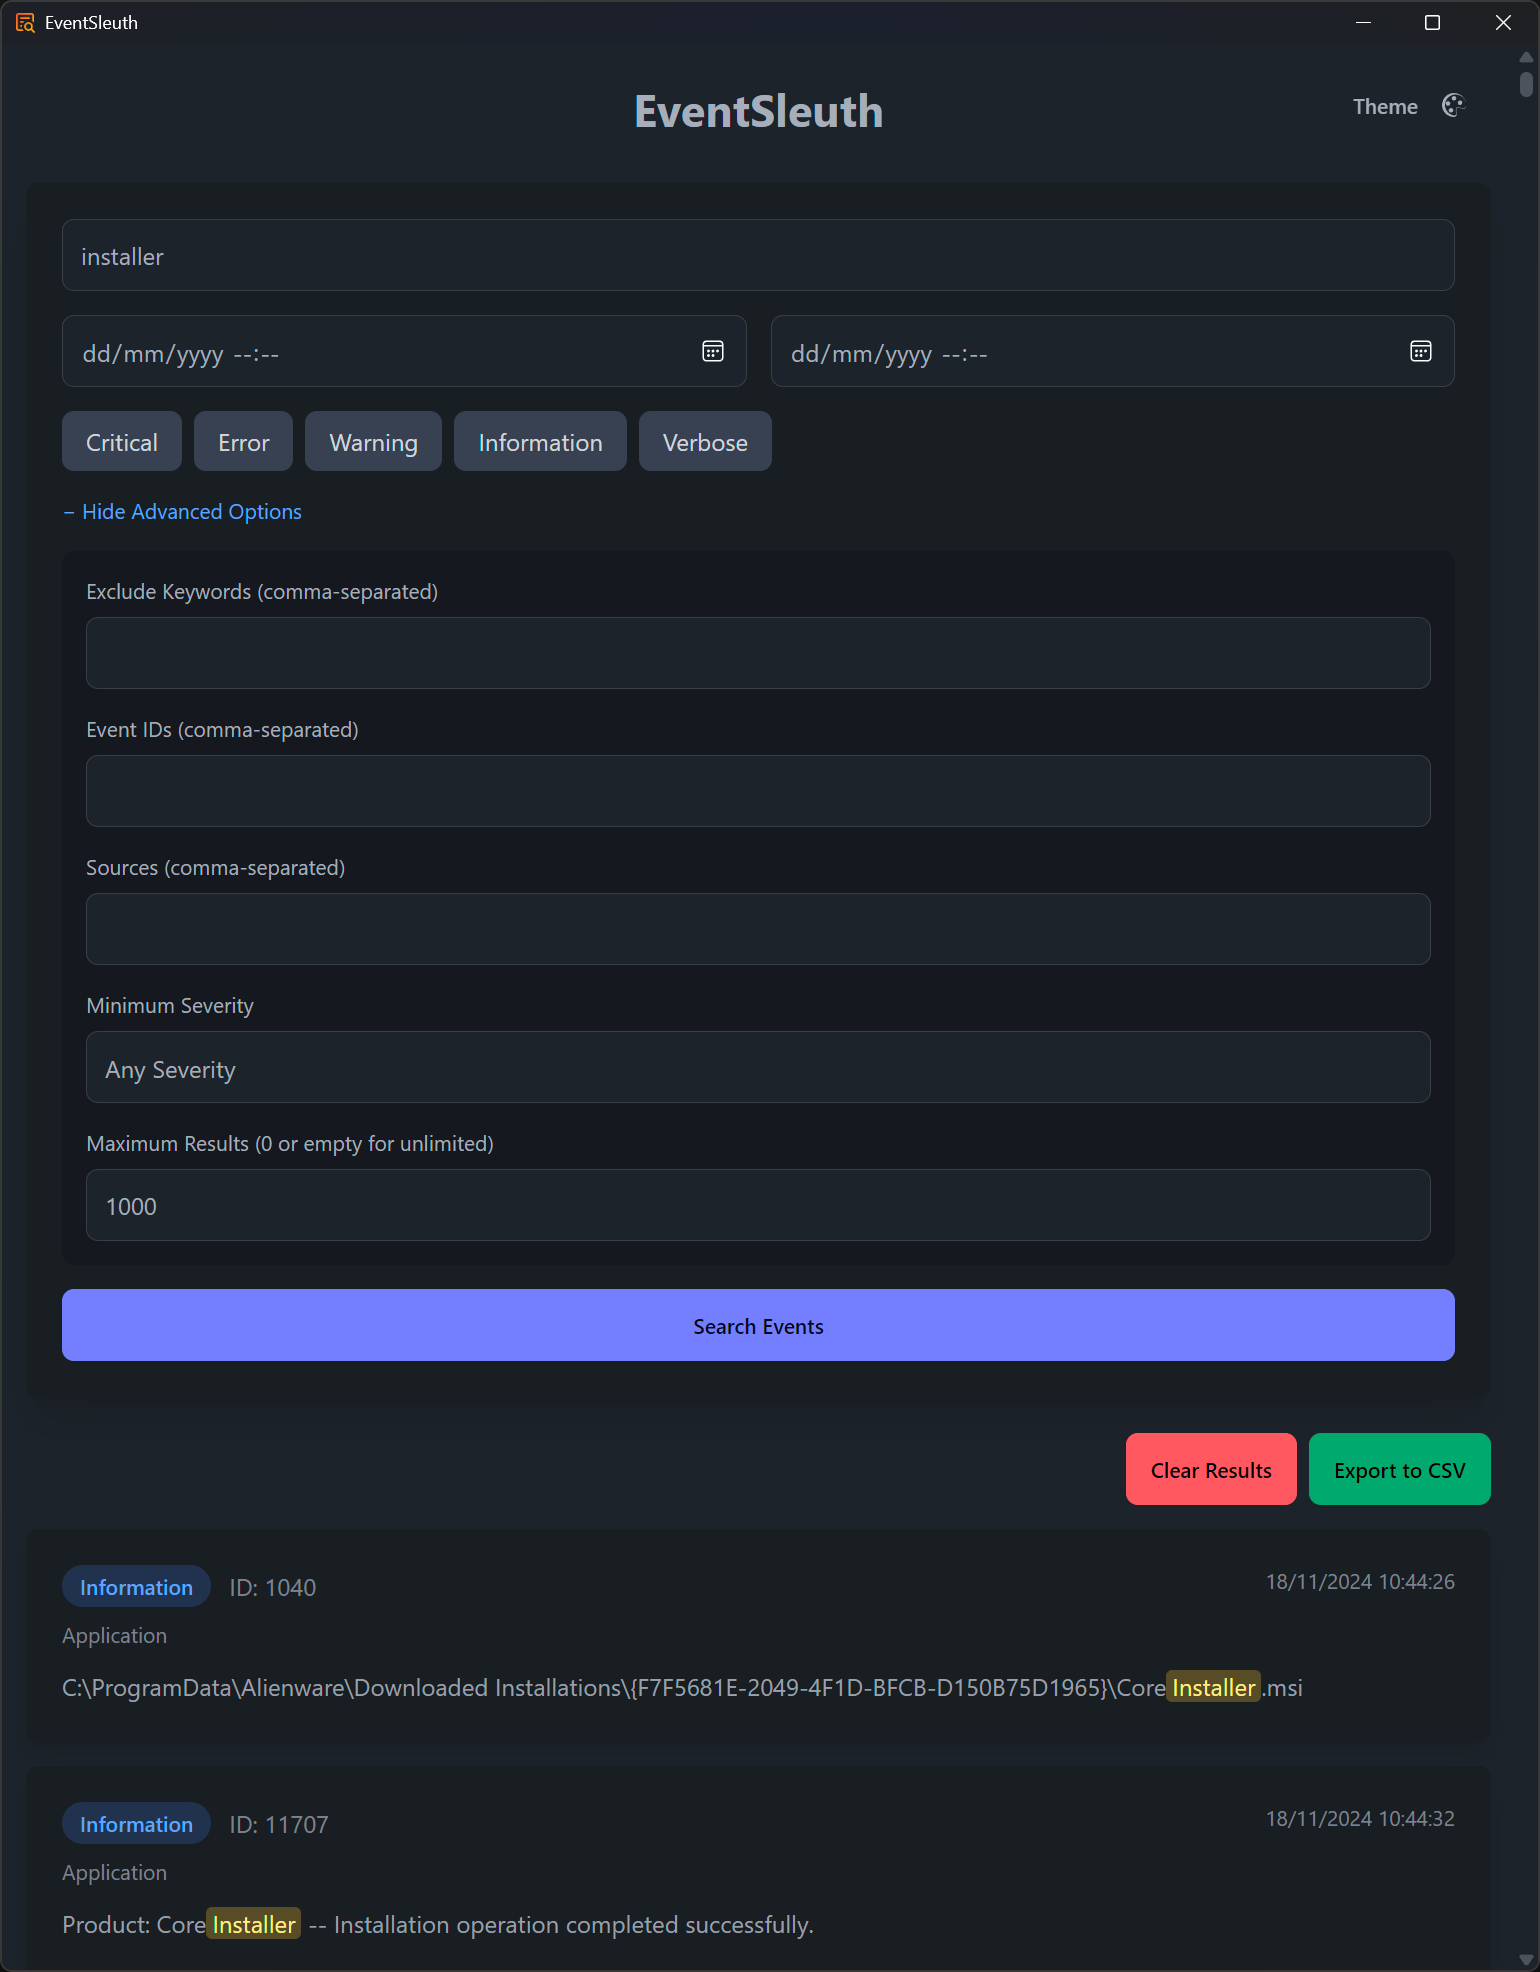 EventSleuth
EventSleuth
Theme
installer
dd/mm/yyyy --:--
dd/mm/yyyy --:--
Critical
Error
Warning
Information
Verbose
− Hide Advanced Options
Exclude Keywords (comma-separated)
Event IDs (comma-separated)
Sources (comma-separated)
Minimum Severity
Any Severity
Maximum Results (0 or empty for unlimited)
1000
Search Events
Clear Results
Export to CSV
Information ID: 1040
18/11/2024 10:44:26
Application
C:\ProgramData\Alienware\Downloaded Installations\{F7F5681E-2049-4F1D-BFCB-D150B75D1965}\CoreInstaller.msi
Information ID: 11707
18/11/2024 10:44:32
Application
Product: CoreInstaller -- Installation operation completed successfully.